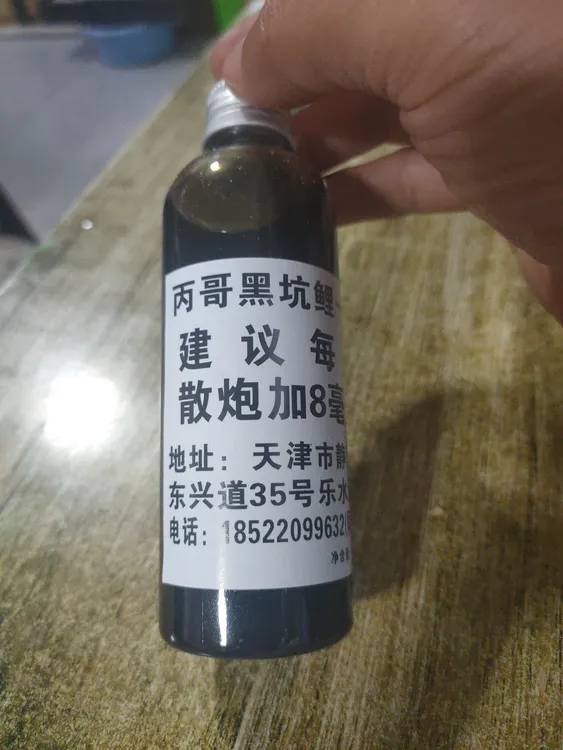 丙哥黑坑鲤
建议每
散炮加8毫
地址：天津市静
东兴道35号乐水
电话：18522099632
净含量